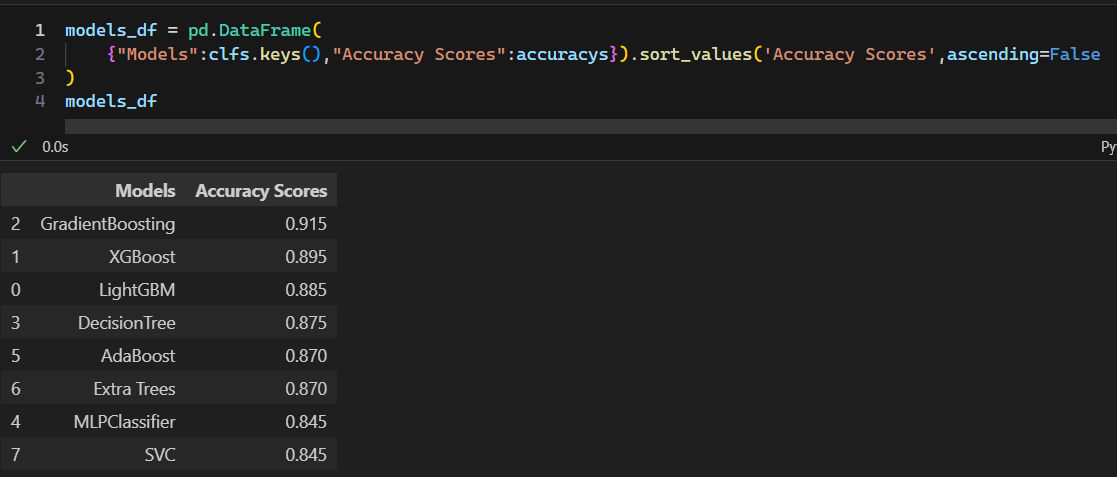 1 models_df = pd.DataFrame(
2 {"Models":clfs.keys(),"Accuracy Scores":accuracys}).sort_values('Accuracy Scores',ascending=False
3 )
4 models_df
0.0s
Py
Models Accuracy Scores
2 GradientBoosting 0.915
1 XGBoost 0.895
0 LightGBM 0.885
3 DecisionTree 0.875
5 AdaBoost 0.870
6 Extra Trees 0.870
4 MLPClassifier 0.845
7 SVC 0.845